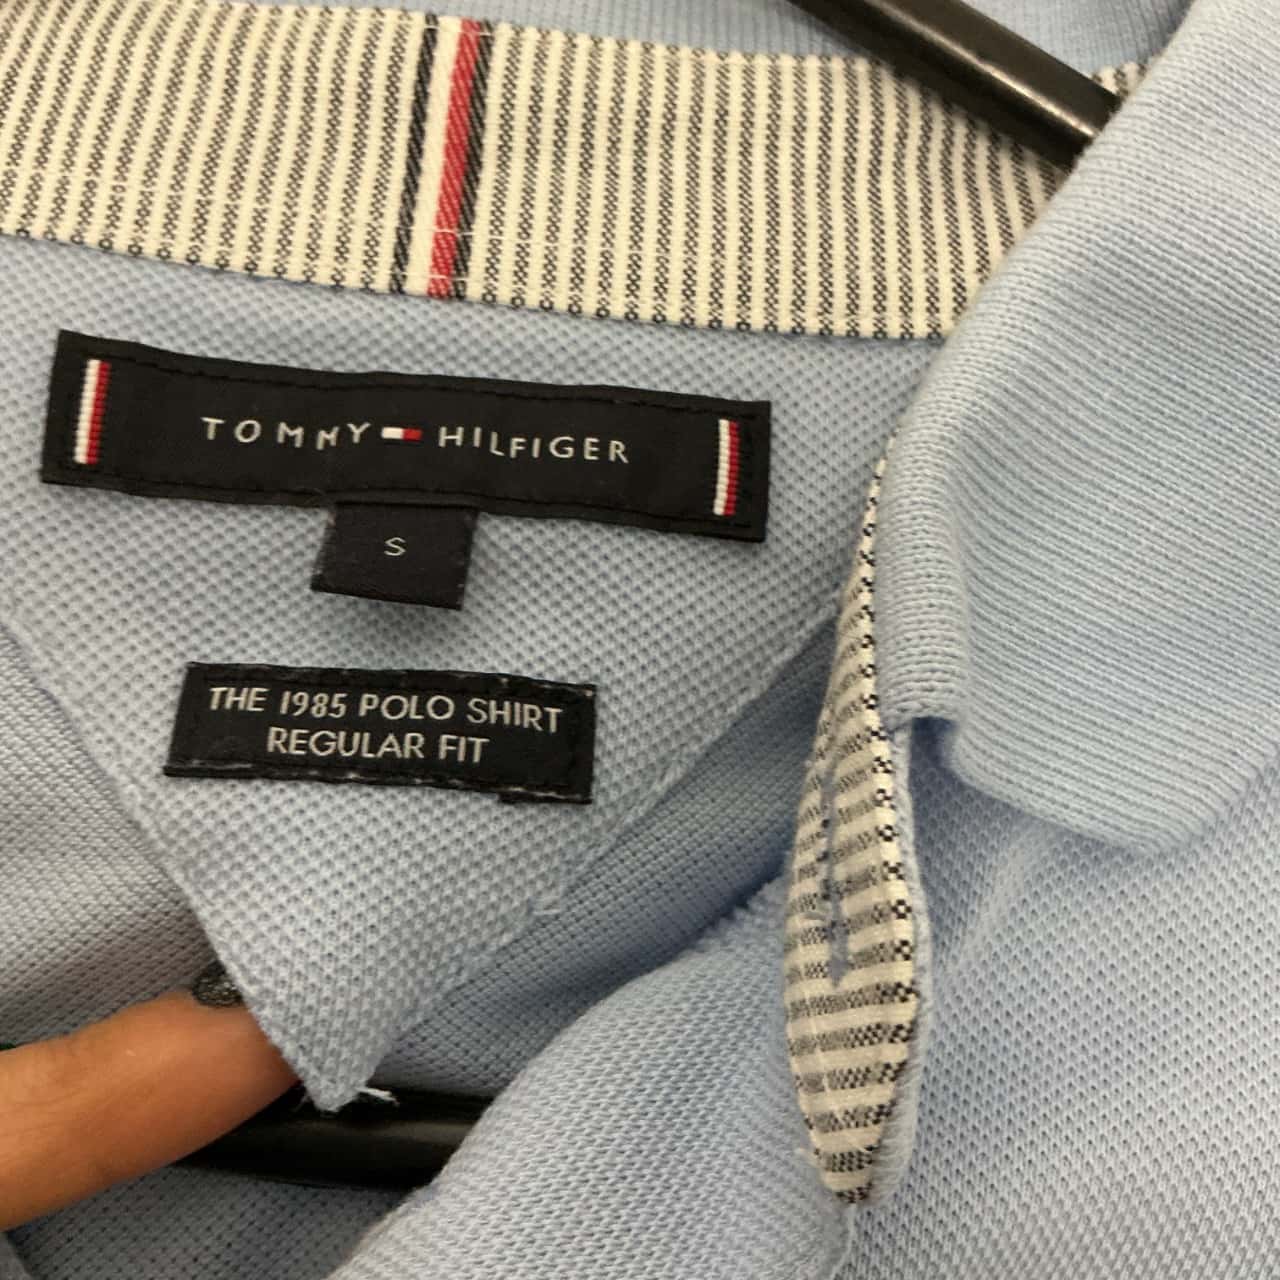 TOMMY HILFIGER
S
THE 1985 POLO SHIRT
REGULAR FIT